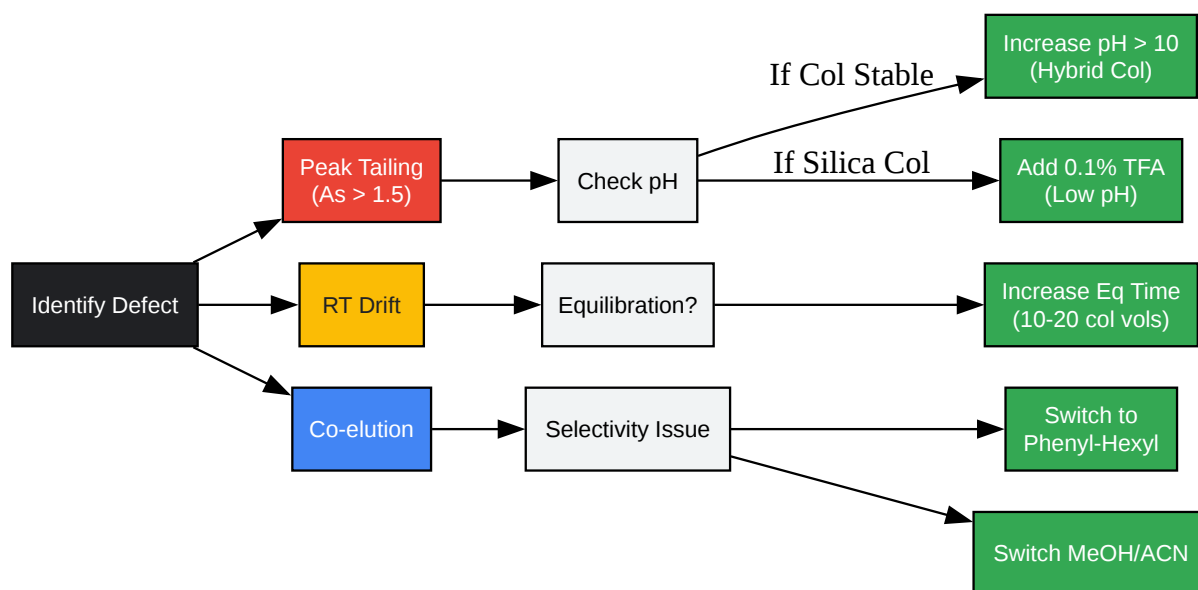 Increase pH > 10
(Hybrid Col)
If Col Stable
Peak Tailing
(As > 1.5)
Check pH
If Silica Col
Add 0.1% TFA
(Low pH)
Identify Defect
RT Drift
Equilibration?
Increase Eq Time
(10-20 col vols)
Co-elution
Selectivity Issue
Switch to
Phenyl-Hexyl
Switch MeOH/ACN